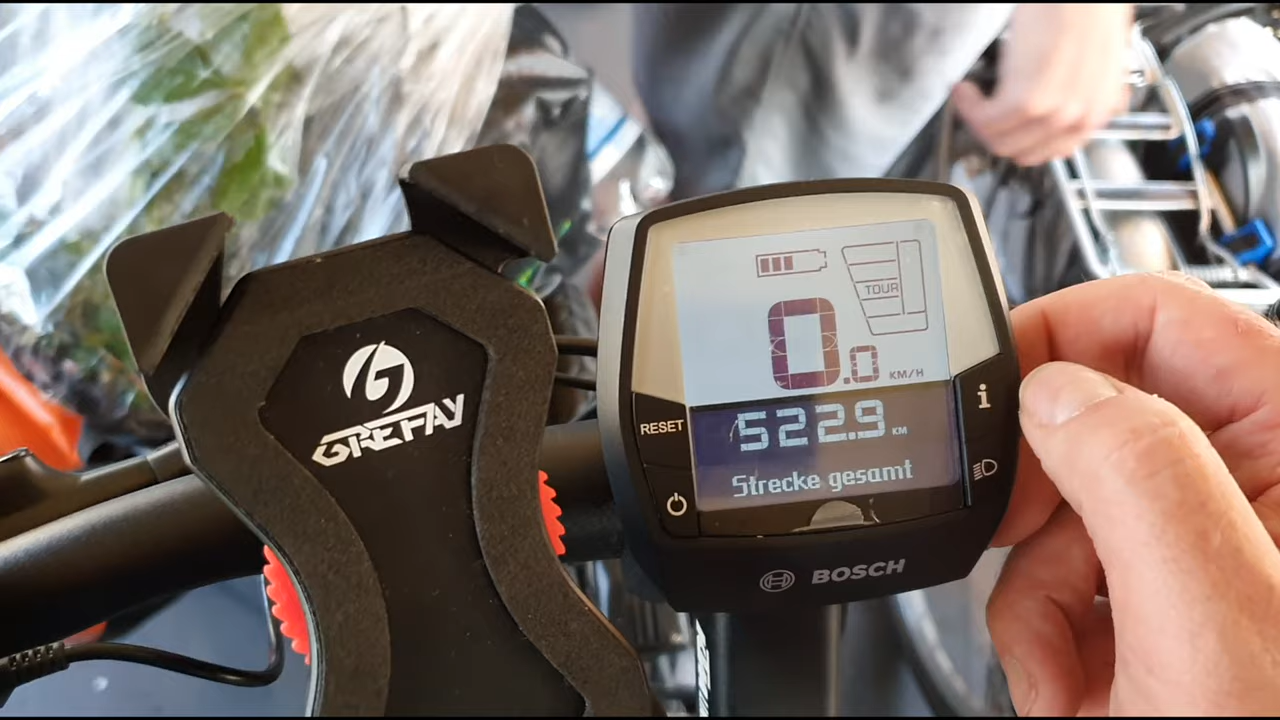 GREFAY
TOUR
0.0 KM/H
RESET
522.9 KM
i
Strecke gesamt
BOSCH